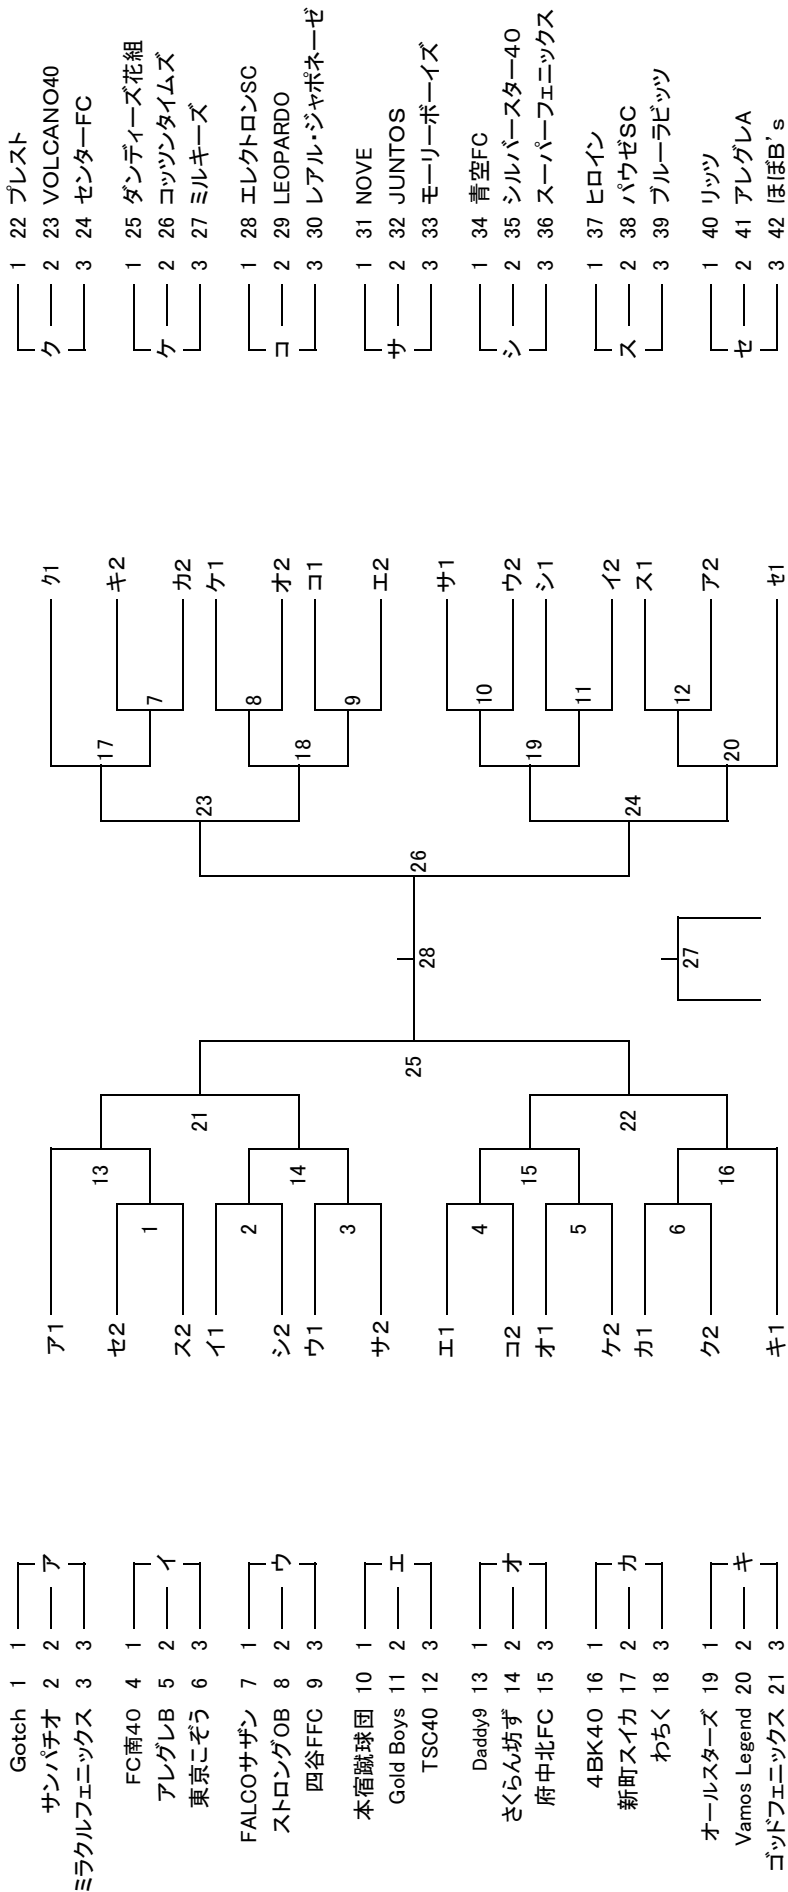 Gotch 1 1
サンパチオ 2 2 ア
ミラクルフェニックス 3 3
FC南40 4 1
アレグレB 5 2 イ
東京こぞう 6 3
FALCOサザン 7 1
ストロングOB 8 2 ウ
四谷FFC 9 3
本宿蹴球団 10 1
Gold Boys 11 2 エ
TSC40 12 3
Daddy9 13 1
さくらん坊ず 14 2 オ
府中北FC 15 3
4BK40 16 1
新町スイカ 17 2 カ
わちく 18 3
オールスターズ 19 1
Vamos Legend 20 2 キ
ゴッドフェニックス 21 3
ア1
セ2
ス2
イ1
シ2
ウ1
サ2
エ1
コ2
オ1
ケ2
カ1
ク2
キ1
1
2
3
4
5
6
13
14
15
16
21
22
25
28
27
26
23
24
17
18
19
20
7
8
9
10
11
12
ク1
キ2
カ2
ケ1
オ2
コ1
エ2
サ1
ウ2
シ1
イ2
ス1
ア2
セ1
1 22 プレスト
ク 2 23 VOLCANO40
3 24 センターFC
1 25 ダンディーズ花組
ケ 2 26 コッツンタイムズ
3 27 ミルキーズ
1 28 エレクトロンSC
コ 2 29 LEOPARDO
3 30 レアル・ジャポネーゼ
1 31 NOVE
サ 2 32 JUNTOS
3 33 モーリーボーイズ
1 34 青空FC
シ 2 35 シルバースター40
3 36 スーパーフェニックス
1 37 ヒロイン
ス 2 38 パウゼSC
3 39 ブルーラビッツ
1 40 リッツ
セ 2 41 アレグレA
3 42 ほぼB's